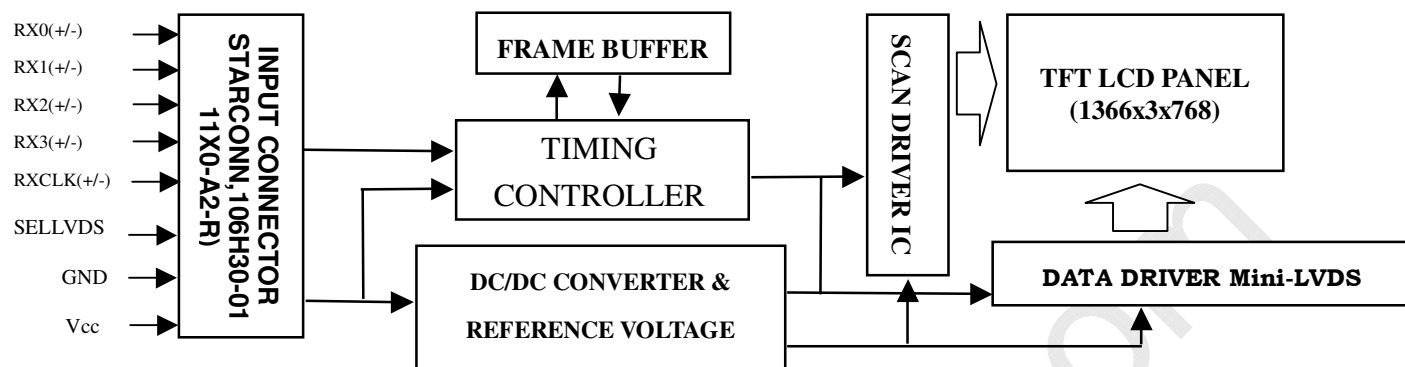 RX0(+/-)
RX1(+/-)
RX2(+/-)
RX3(+/-)
RXCLK(+/-)
SELLVDS
GND
Vcc
INPUT CONNECTOR
STARCONN,106H30-01
11X0-A2-R)
FRAME BUFFER
TIMING
CONTROLLER
DC/DC CONVERTER &
REFERENCE VOLTAGE
SCAN DRIVER IC
TFT LCD PANEL
(1366x3x768)
DATA DRIVER Mini-LVDS